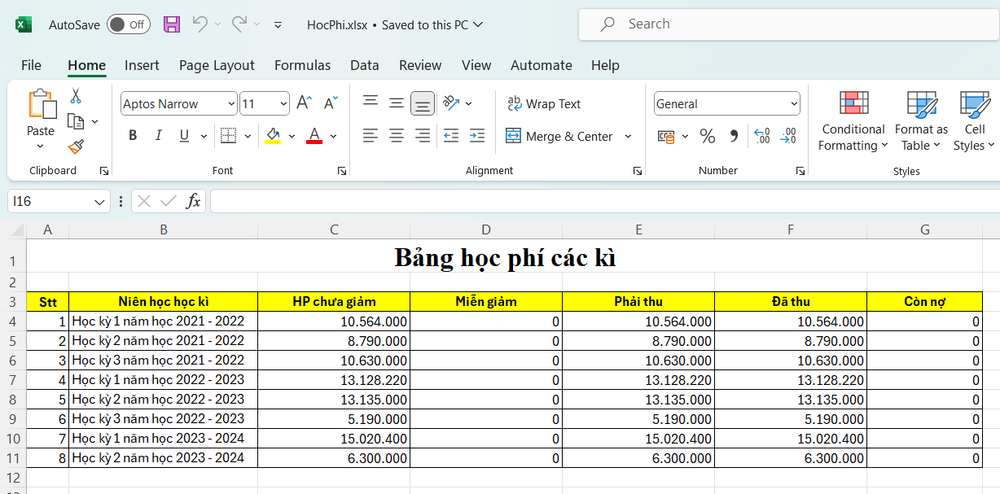 AutoSave Off HocPhi.xlsx • Saved to this PC Search
File Home Insert Page Layout Formulas Data Review View Automate Help
Aptos Narrow 11 Wrap Text General
Paste B I U A Merge & Center % Conditional Formatting Format as Table Cell Styles
Clipboard Font Alignment Number Styles
I16 fx
A B C D E F G
1 Bảng học phí các kì
2
3 Stt Niên học học kì HP chưa giảm Miễn giảm Phải thu Đã thu Còn nợ
4 1 Học kỳ 1 năm học 2021 - 2022 10.564.000 0 10.564.000 10.564.000 0
5 2 Học kỳ 2 năm học 2021 - 2022 8.790.000 0 8.790.000 8.790.000 0
6 3 Học kỳ 3 năm học 2021 - 2022 10.630.000 0 10.630.000 10.630.000 0
7 4 Học kỳ 1 năm học 2022 - 2023 13.128.220 0 13.128.220 13.128.220 0
8 5 Học kỳ 2 năm học 2022 - 2023 13.135.000 0 13.135.000 13.135.000 0
9 6 Học kỳ 3 năm học 2022 - 2023 5.190.000 0 5.190.000 5.190.000 0
10 7 Học kỳ 1 năm học 2023 - 2024 15.020.400 0 15.020.400 15.020.400 0
11 8 Học kỳ 2 năm học 2023 - 2024 6.300.000 0 6.300.000 6.300.000 0
12